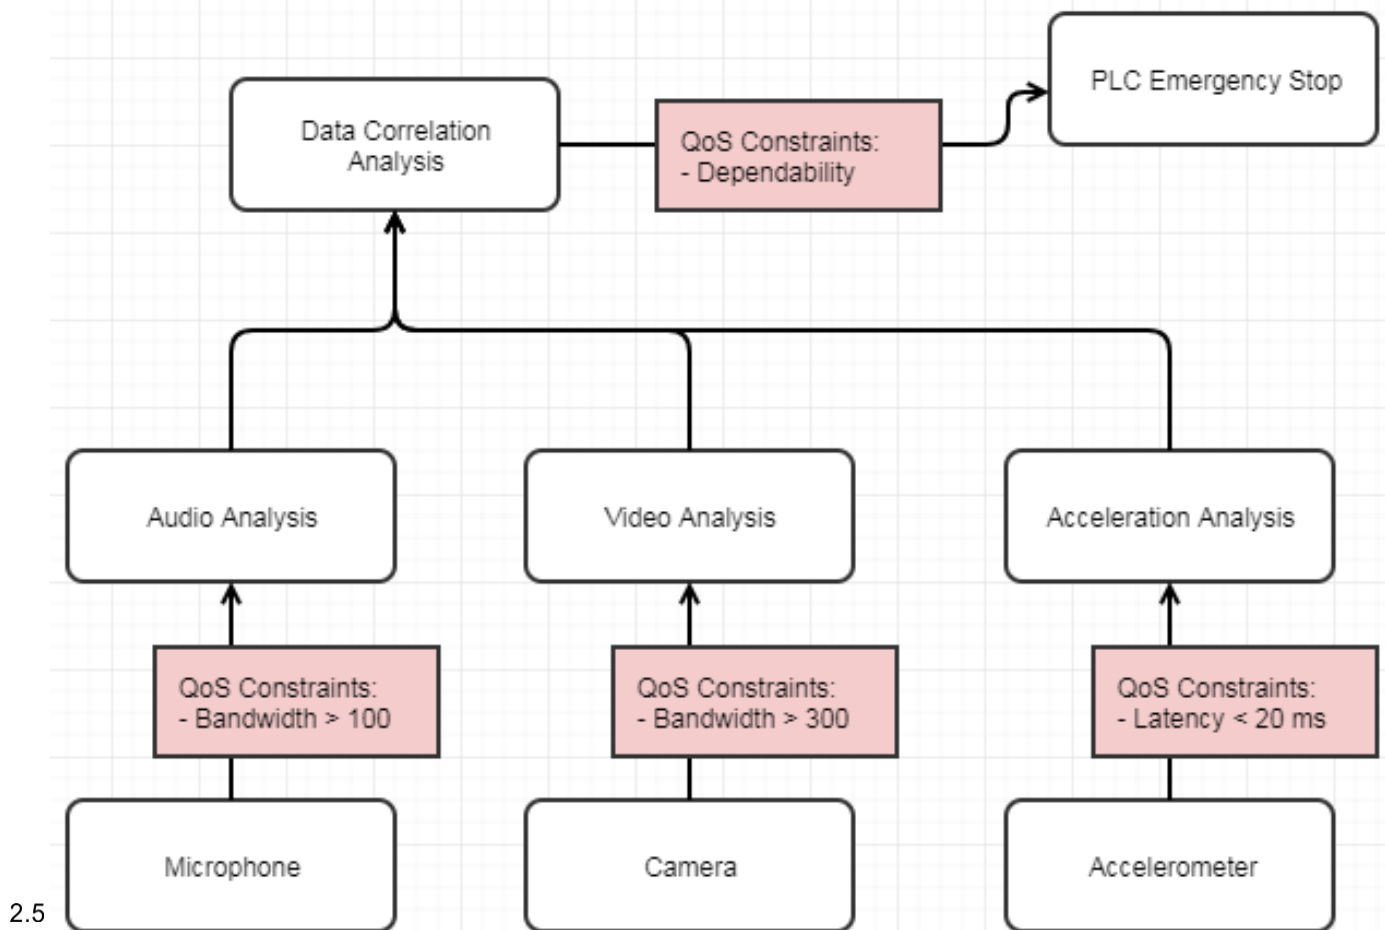 PLC Emergency Stop
Data Correlation
Analysis
QoS Constraints:
- Dependability
Audio Analysis
Video Analysis
Acceleration Analysis
QoS Constraints:
- Bandwidth > 100
QoS Constraints:
- Bandwidth > 300
QoS Constraints:
- Latency < 20 ms
Microphone
Camera
Accelerometer
2.5